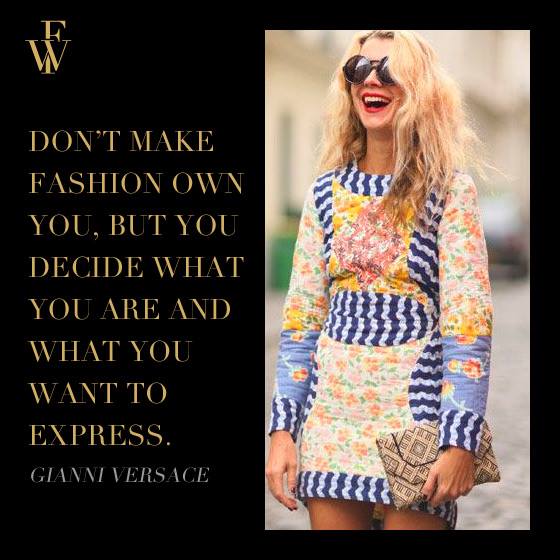 FW
DON'T MAKE
FASHION OWN
YOU, BUT YOU
DECIDE WHAT
YOU ARE AND
WHAT YOU
WANT TO
EXPRESS.
GIANNI VERSACE